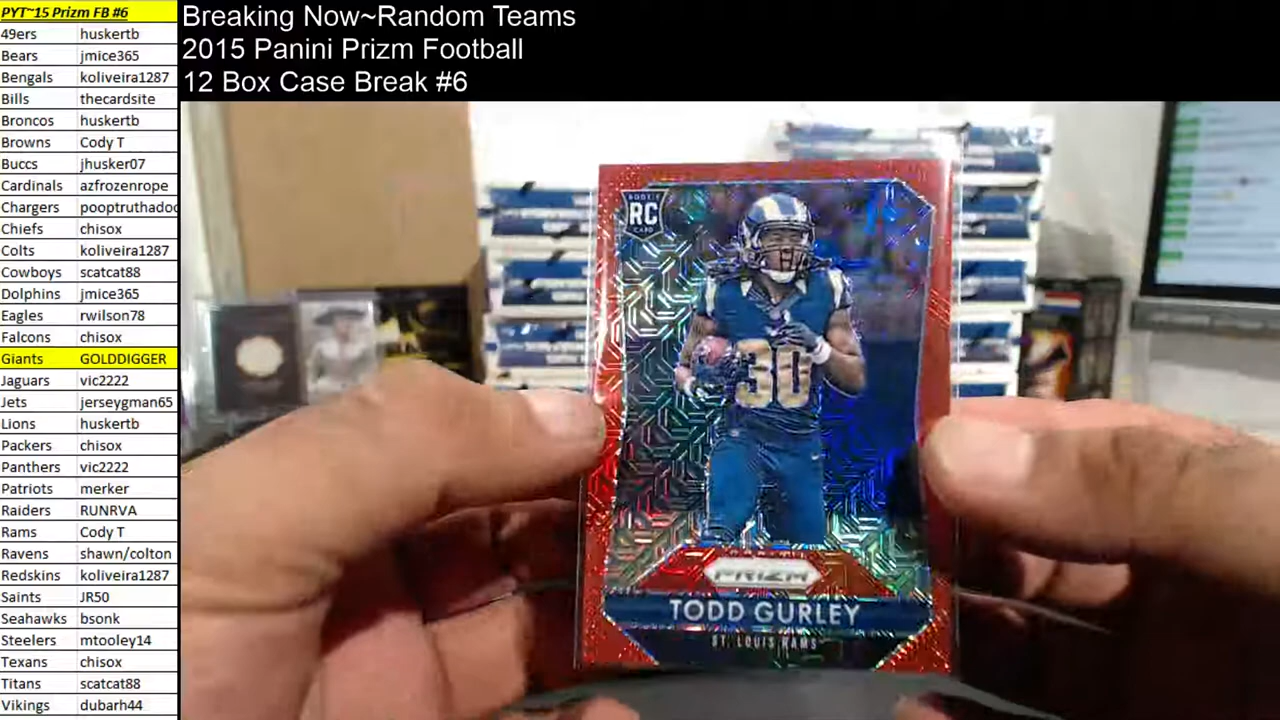 PYT~15 Prizm FB #6
49ers huskertb
Bears jmice365
Bengals koliveira1287
Bills thecardsite
Broncos huskertb
Browns Cody T
Buccs jhusker07
Cardinals azfrozenrope
Chargers pooptruthadoo
Chiefs chisox
Colts koliveira1287
Cowboys scatcat88
Dolphins jmice365
Eagles rwilson78
Falcons chisox
Giants GOLDDIGGER
Jaguars vic2222
Jets jerseygman65
Lions huskertb
Packers chisox
Panthers vic2222
Patriots merker
Raiders RUNRVA
Rams Cody T
Ravens shawn/colton
Redskins koliveira1287
Saints JR50
Seahawks bsonk
Steelers mtooley14
Texans chisox
Titans scatcat88
Vikings dubarh44
Breaking Now~Random Teams
2015 Panini Prizm Football
12 Box Case Break #6
ROOKIE
RC
CARD
30
PRIZM
TODD GURLEY
ST. LOUIS RAMS